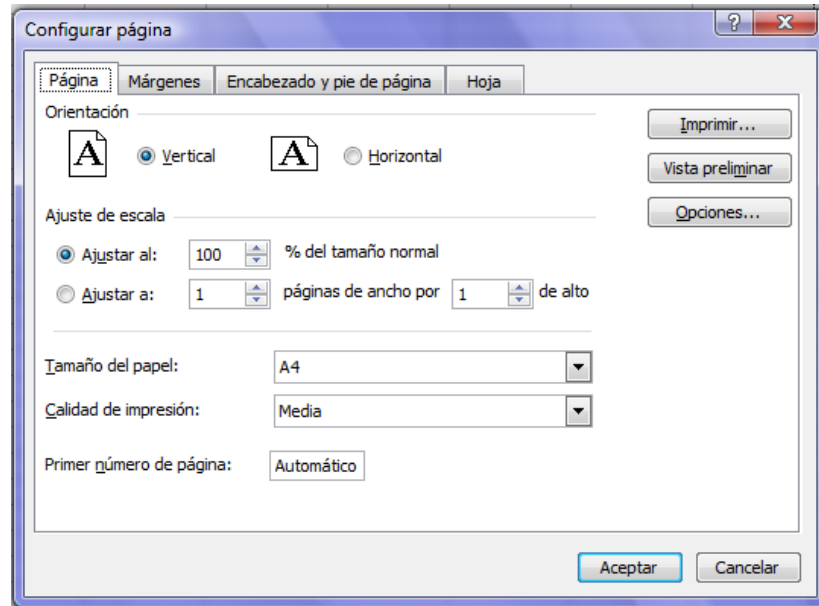 Configurar página
?
X
Página Márgenes Encabezado y pie de página Hoja
Orientación
A Vertical A Horizontal
Imprimir...
Vista preliminar
Opciones...
Ajuste de escala
Ajustar al: 100 % del tamaño normal
Ajustar a: 1 páginas de ancho por 1 de alto
Tamaño del papel: A4
Calidad de impresión: Media
Primer número de página: Automático
Aceptar Cancelar